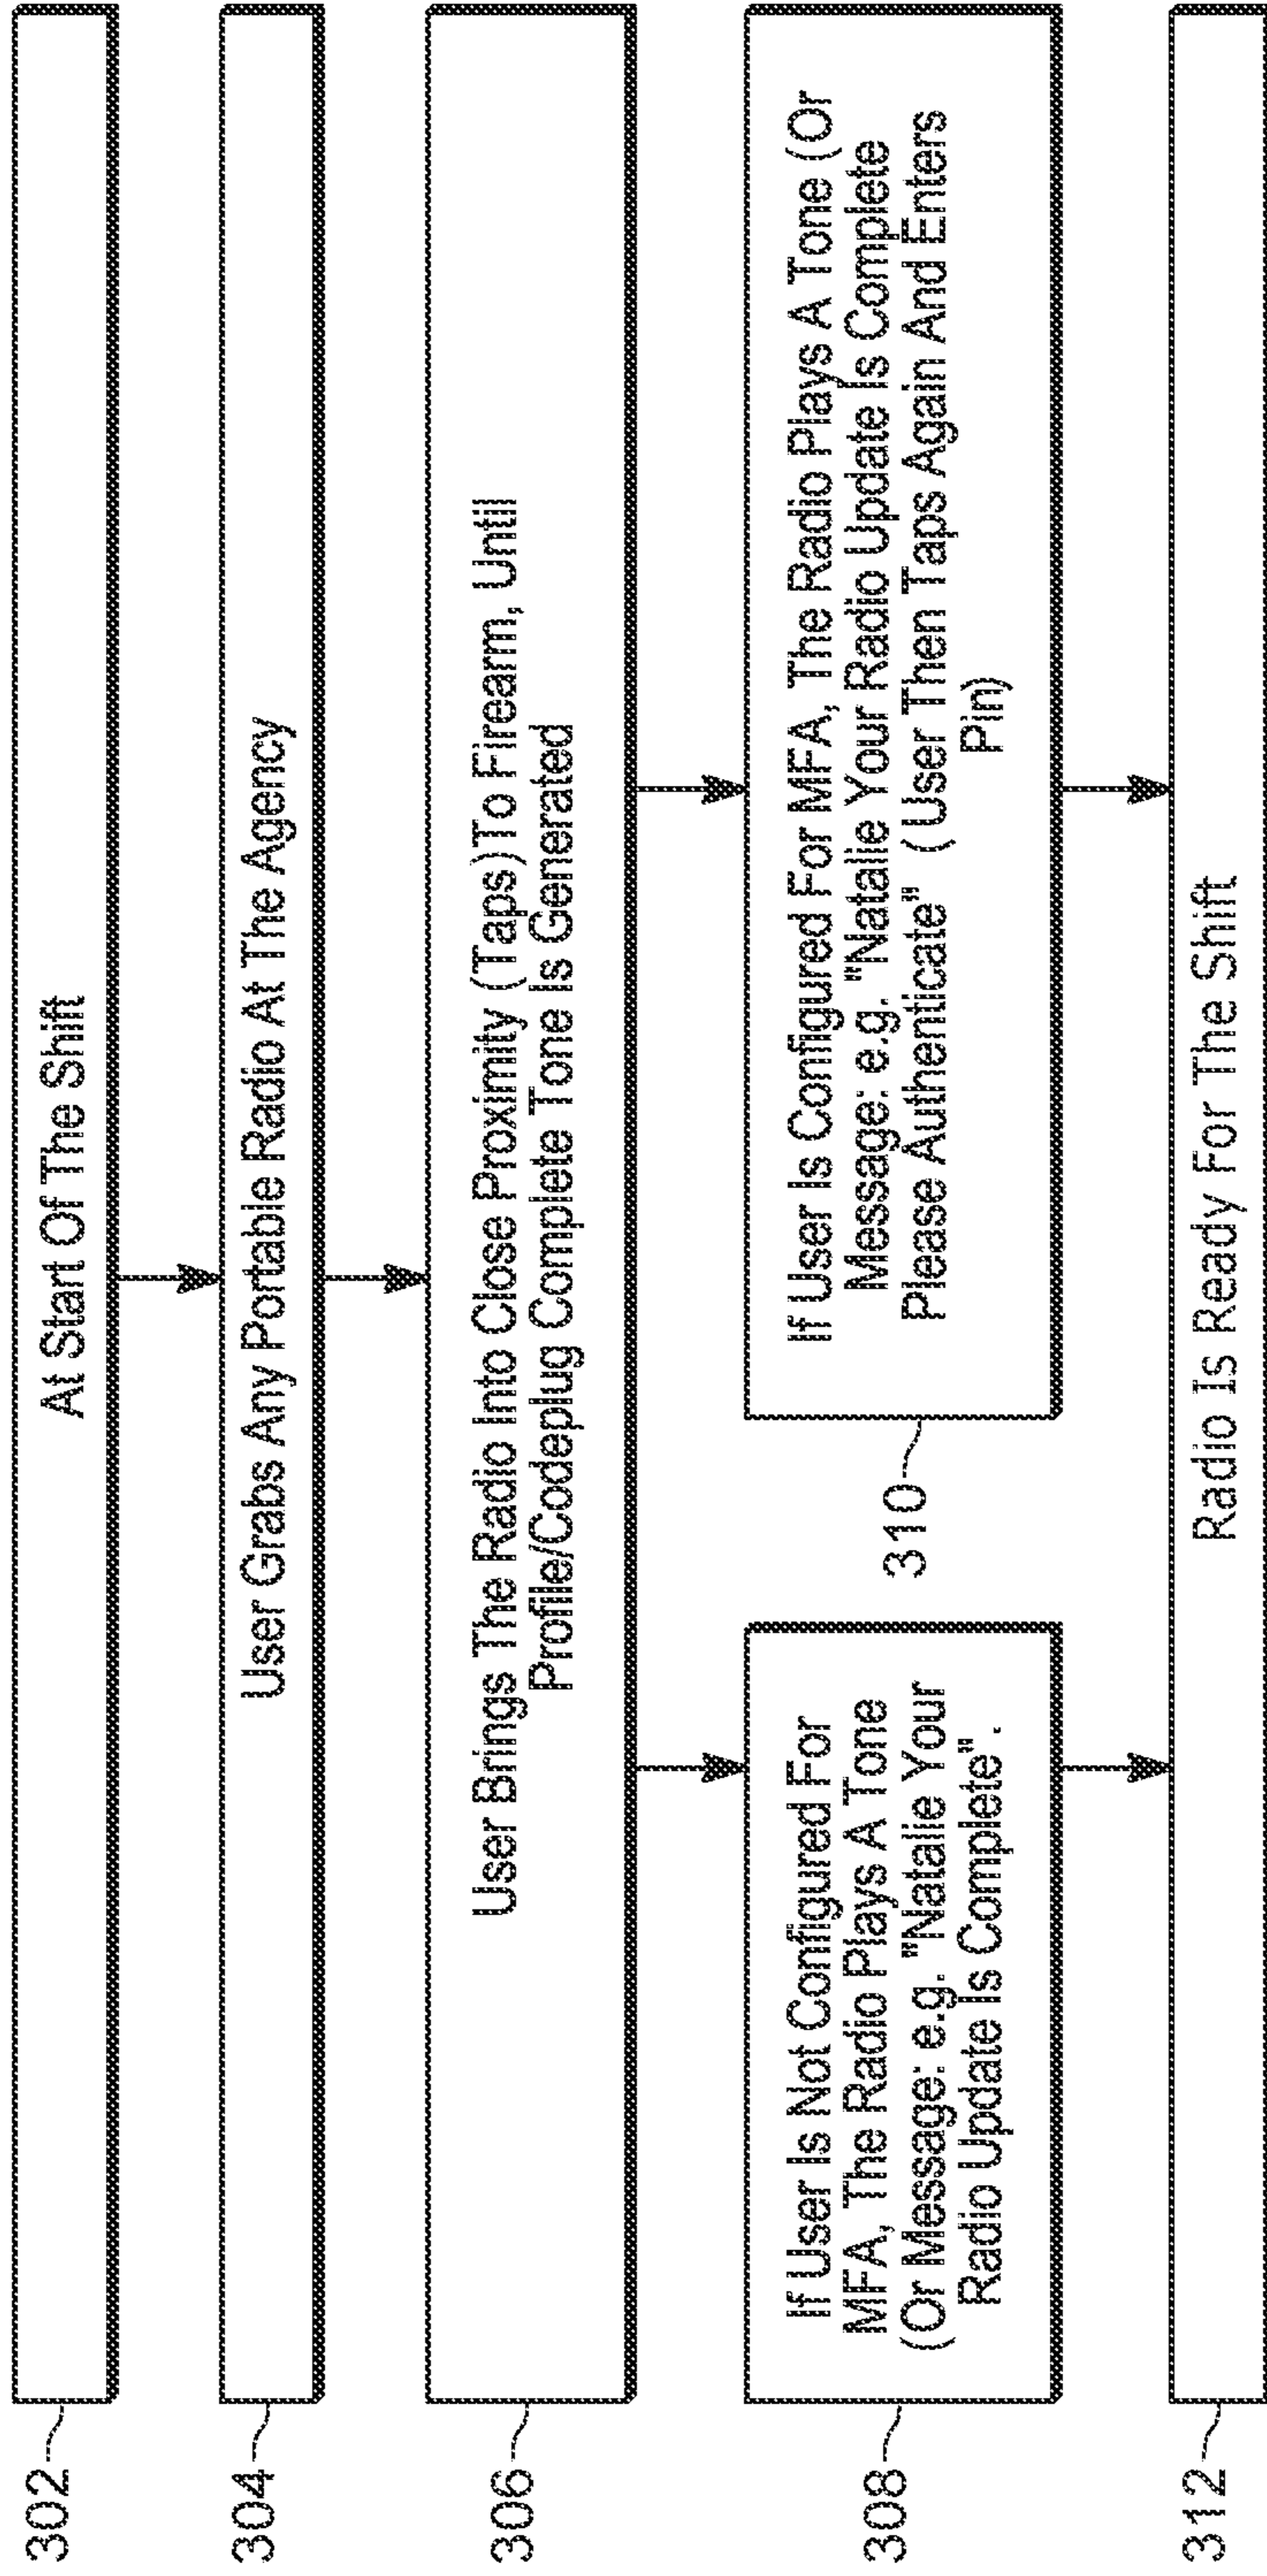 302
At Start Of The Shift
304
User Grabs Any Portable Radio At The Agency
306
User Brings The Radio Into Close Proximity (Taps)To Firearm, Until
Profile/Codeplug Complete Tone Is Generated
308
If User Is Not Configured For
MFA, The Radio Plays A Tone
(Or Message: e.g. "Natalie Your
Radio Update Is Complete".
310
If User Is Configured For MFA, The Radio Plays A Tone (Or
Message: e.g. "Natalie Your Radio Update Is Complete
Please Authenticate" (User Then Taps Again And Enters
Pin)
312
Radio Is Ready For The Shift